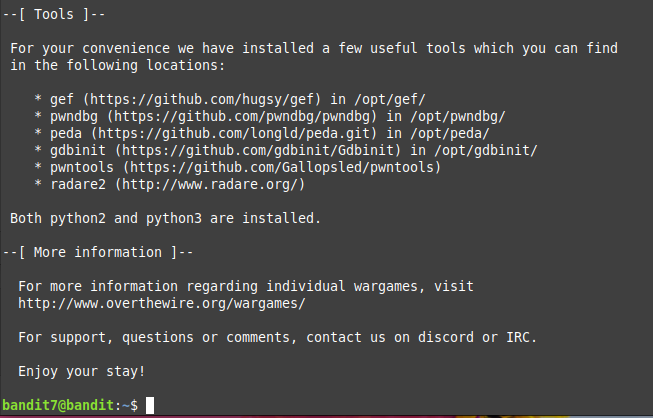 --[ Tools ]--
For your convenience we have installed a few useful tools which you can find
in the following locations:
* gef (https://github.com/hugsy/gef) in /opt/gef/
* pwndbg (https://github.com/pwndbg/pwndbg) in /opt/pwndbg/
* peda (https://github.com/longld/peda.git) in /opt/peda/
* gdbinit (https://github.com/gdbinit/Gdbinit) in /opt/gdbinit/
* pwntools (https://github.com/Gallopsled/pwntools)
* radare2 (http://www.radare.org/)
Both python2 and python3 are installed.
--[ More information ]--
For more information regarding individual wargames, visit
http://www.overthewire.org/wargames/
For support, questions or comments, contact us on discord or IRC.
Enjoy your stay!
bandit7@bandit:~$